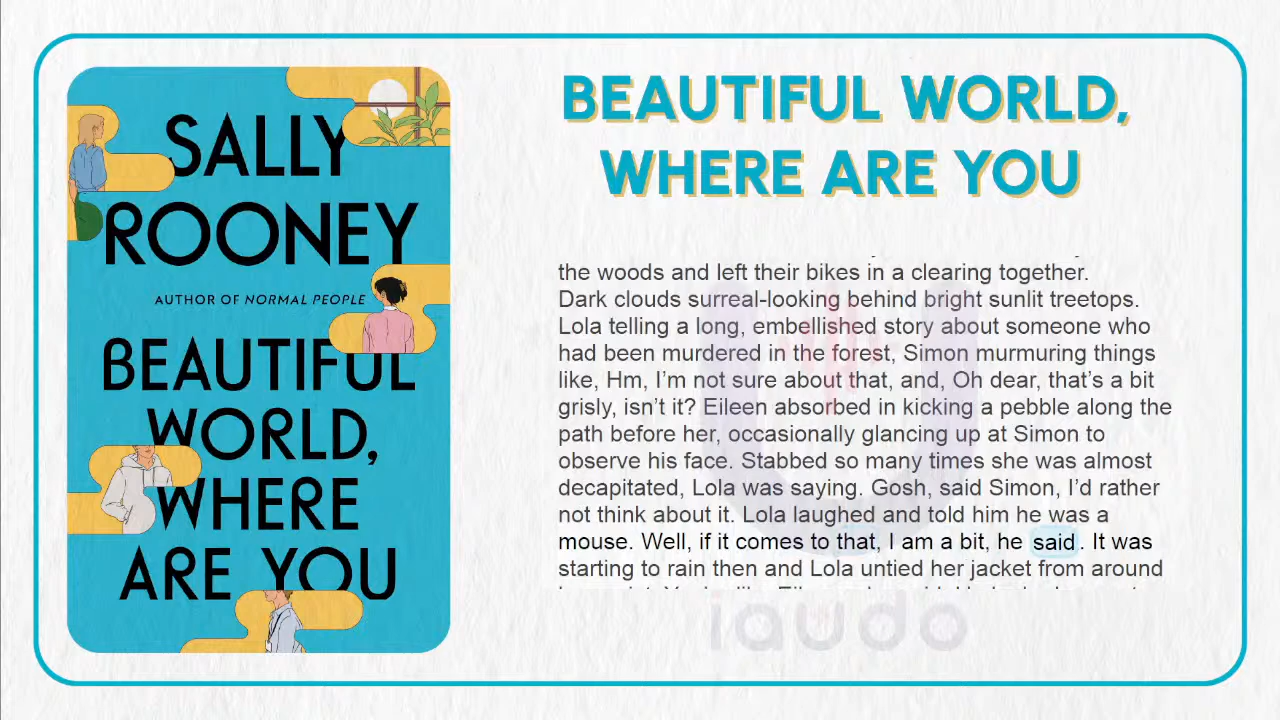 SALLY
ROONEY
AUTHOR OF NORMAL PEOPLE
BEAUTIFUL
WORLD,
WHERE
ARE YOU
BEAUTIFUL WORLD,
WHERE ARE YOU
the woods and left their bikes in a clearing together.
Dark clouds surreal-looking behind bright sunlit treetops.
Lola telling a long, embellished story about someone who
had been murdered in the forest, Simon murmuring things
like, Hm, I’m not sure about that, and, Oh dear, that’s a bit
grisly, isn’t it? Eileen absorbed in kicking a pebble along the
path before her, occasionally glancing up at Simon to
observe his face. Stabbed so many times she was almost
decapitated, Lola was saying. Gosh, said Simon, I’d rather
not think about it. Lola laughed and told him he was a
mouse. Well, if it comes to that, I am a bit, he said . It was
starting to rain then and Lola untied her jacket from around
iaudo